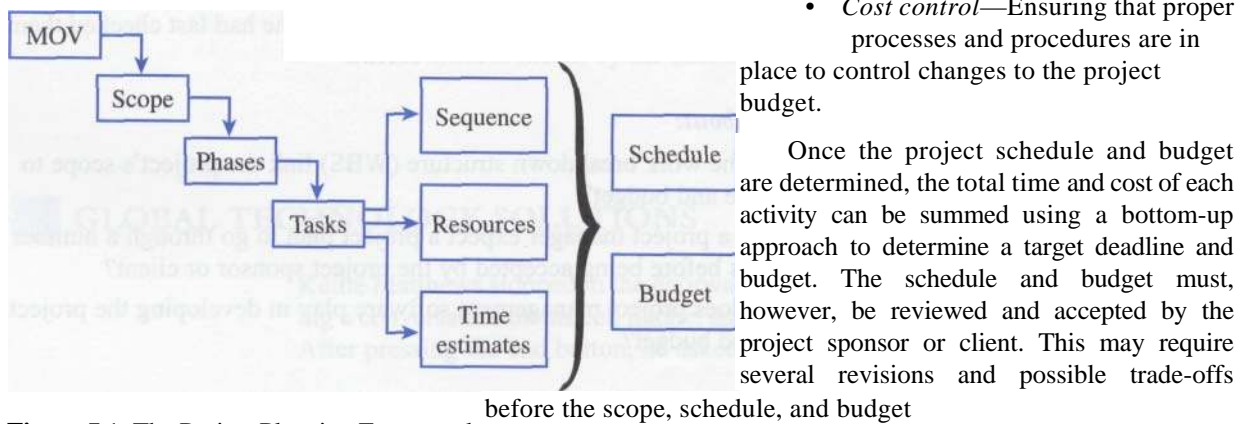 MOV
Scope
Phases
Tasks
Sequence
Resources
Time
estimates
Schedule
Budget
• Cost control—Ensuring that proper
processes and procedures are in
place to control changes to the project
budget.
Once the project schedule and budget
are determined, the total time and cost of each
activity can be summed using a bottom-up
approach to determine a target deadline and
budget. The schedule and budget must,
however, be reviewed and accepted by the
project sponsor or client. This may require
several revisions and possible trade-offs
before the scope, schedule, and budget